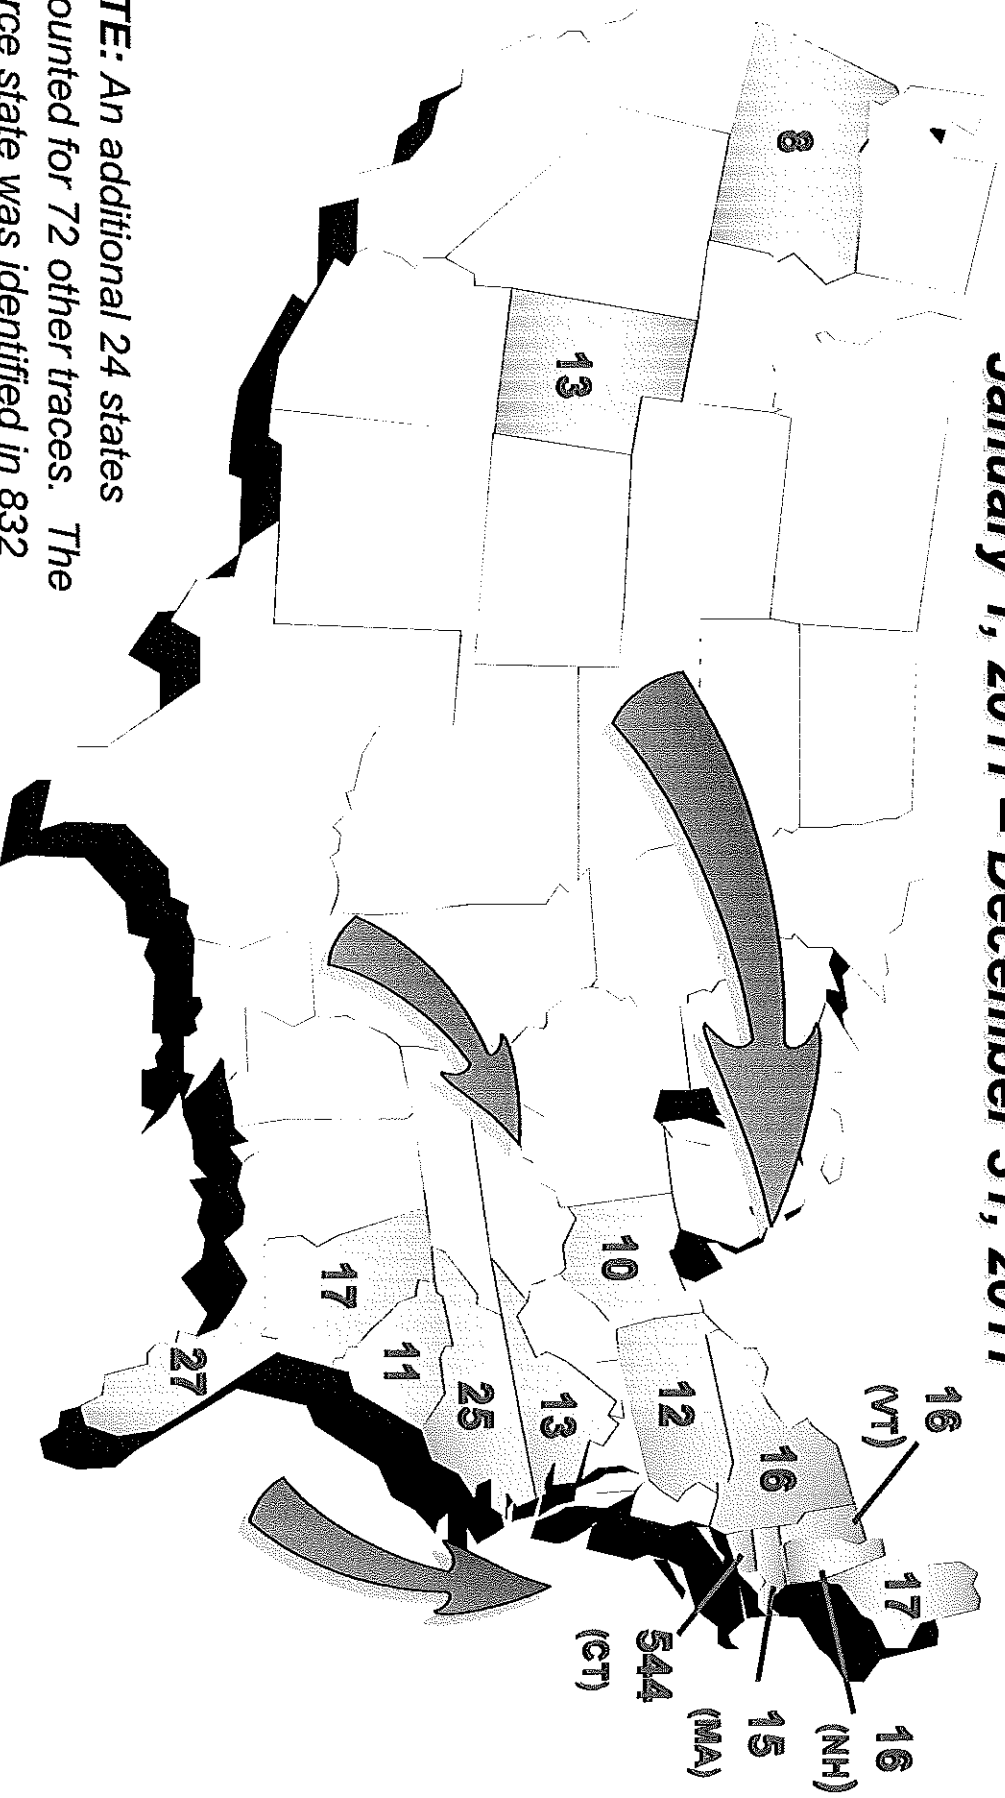 January 1, 2011 – December 31, 2011
8
13
16
(VT)
16
(NH)
17
16
15
(MA)
12
544
(CT)
10
13
25
11
17
27
TE: An additional 24 states
ounted for 72 other traces. The
rce state was identified in 832